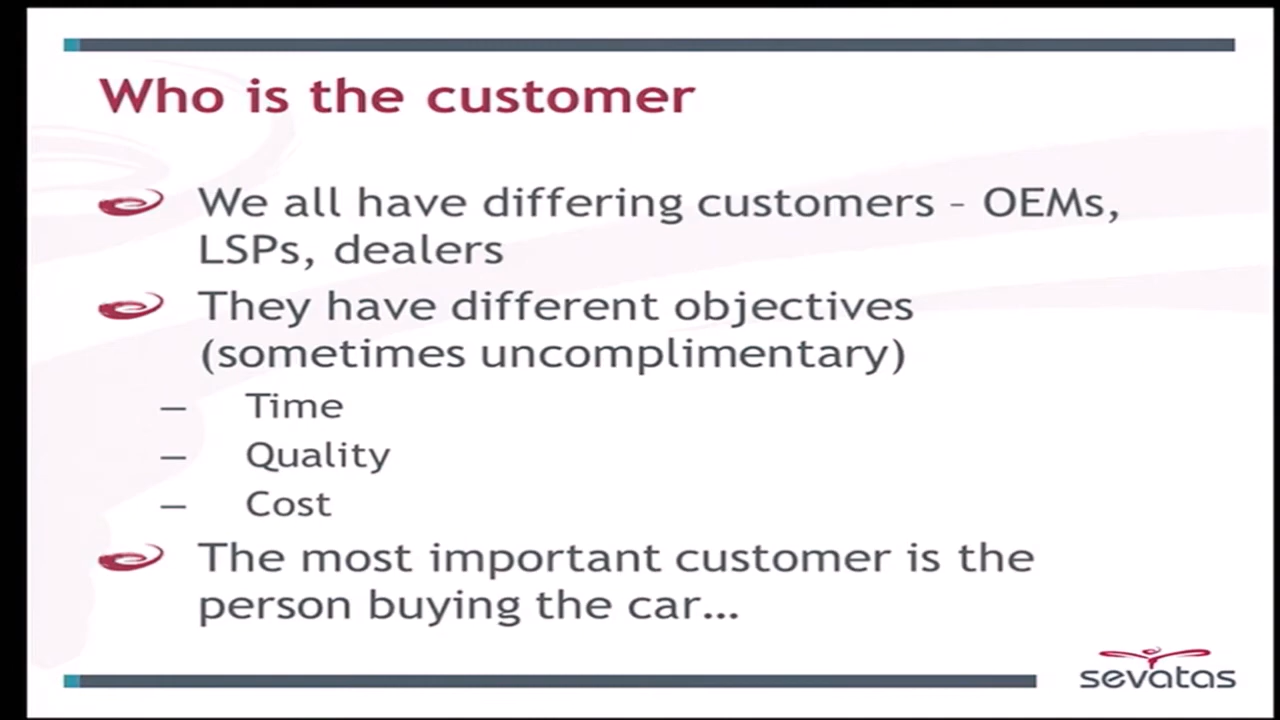 Who is the customer
We all have differing customers – OEMs,
LSPs, dealers
They have different objectives
(sometimes uncomplimentary)
– Time
– Quality
– Cost
The most important customer is the
person buying the car…
sevatas